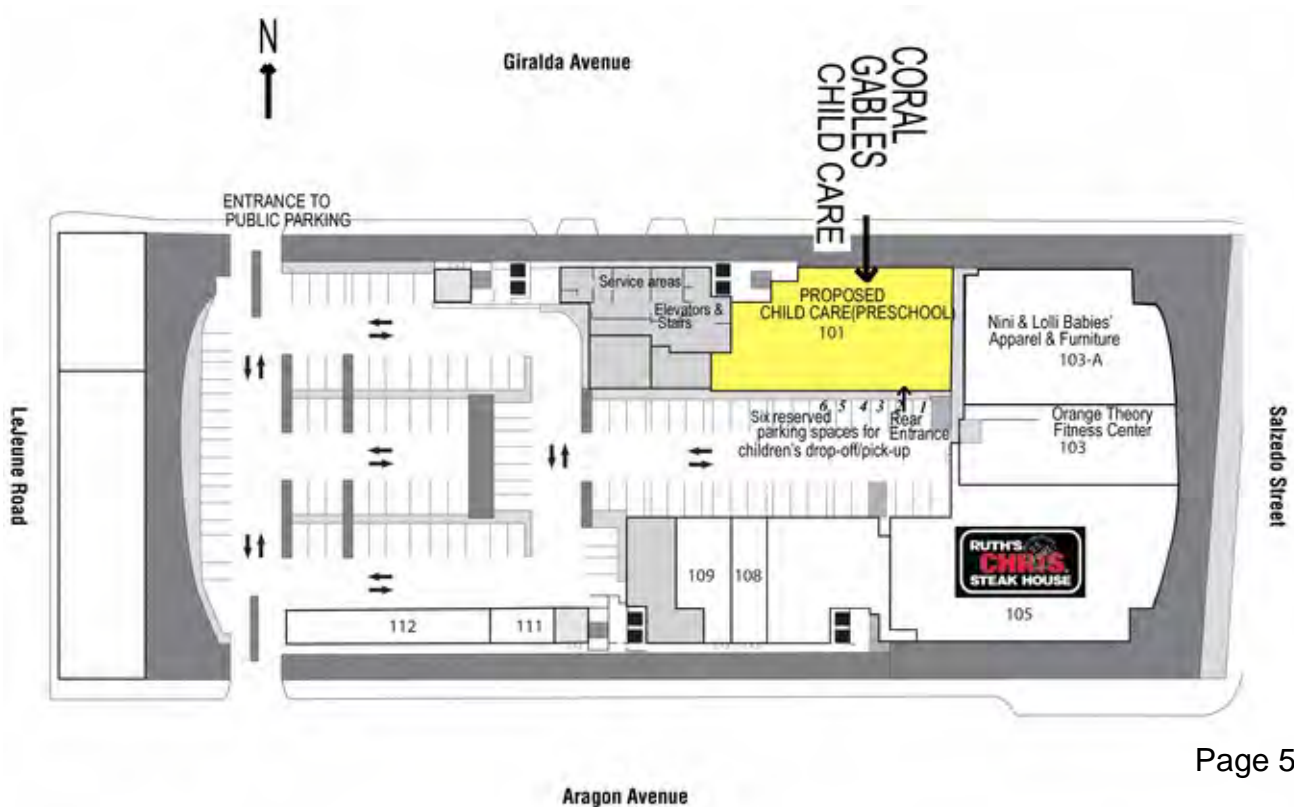 N
Giralda Avenue
CORAL
GABLES
CHILD CARE
ENTRANCE TO
PUBLIC PARKING
Service areas
Elevators &
Stairs
PROPOSED
CHILD CARE(PRESCHOOL)
101
Nini & Lolli Babies'
Apparel & Furniture
103-A
6 5 4 3 2 1
Six reserved
parking spaces for
children's drop-off/pick-up
Rear
Entrance
Orange Theory
Fitness Center
103
LeJeune Road
Salzedo Street
RUTH'S
CHRIS
STEAK HOUSE
105
109
108
112
111
Page 5
Aragon Avenue